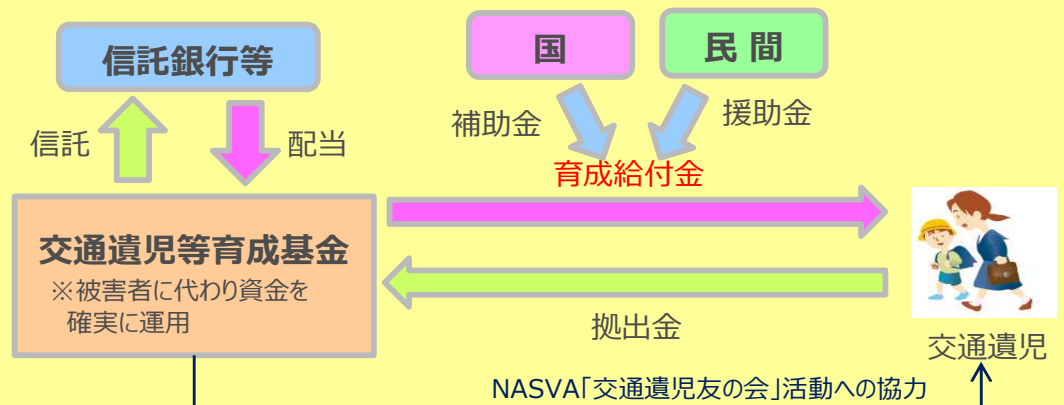 信託銀行等
国
民 間
信託
配当
補助金
援助金
育成給付金
交通遺児等育成基金
※被害者に代わり資金を
確実に運用
拠出金
交通遺児
NASVA「交通遺児友の会」活動への協力